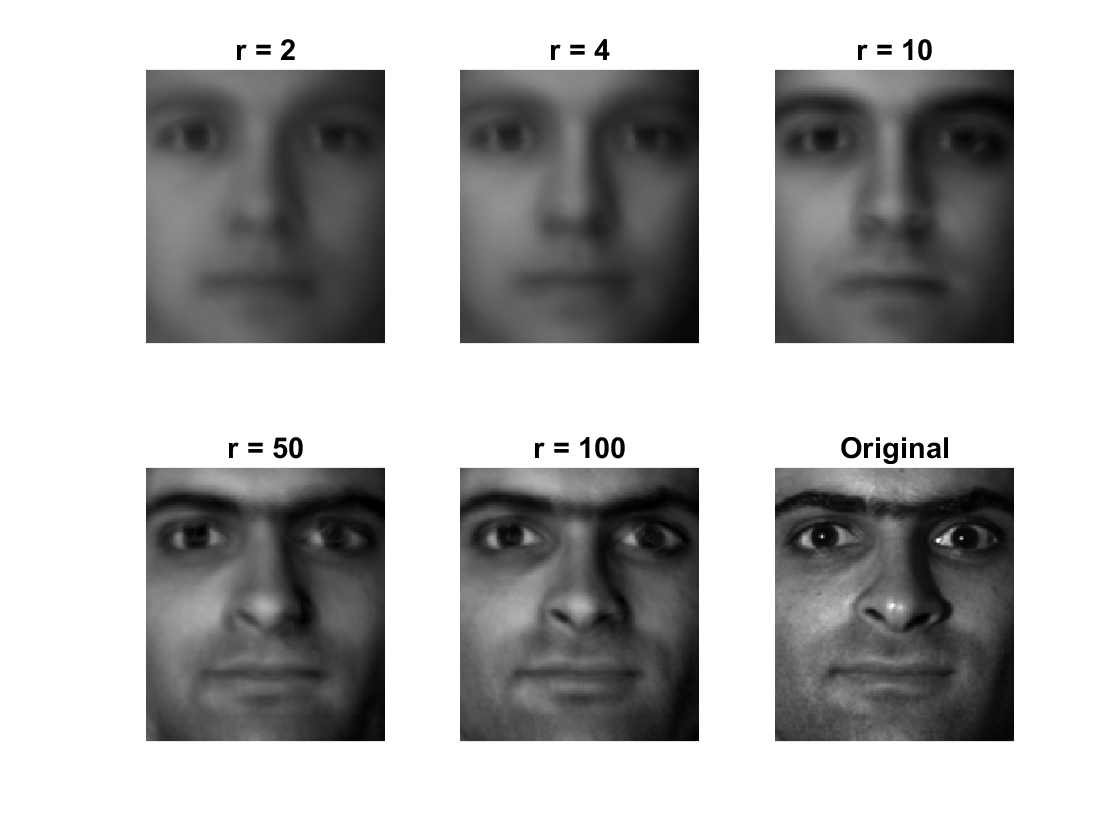 r = 2
r = 4
r = 10
r = 50
r = 100
Original